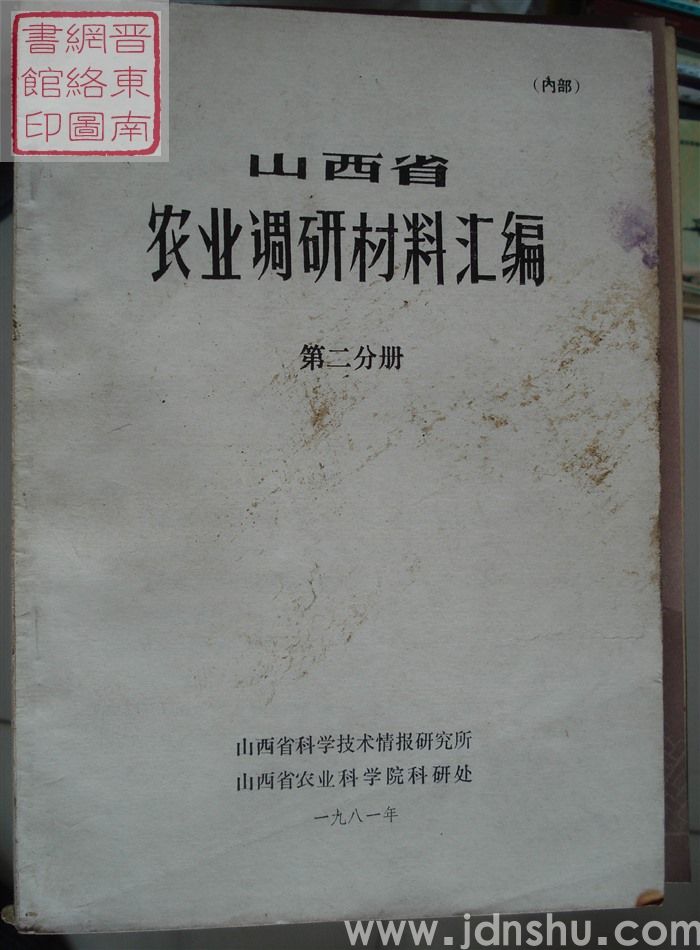 晋東南
網絡圖
書館印
（内部）
山西省
农业调研材料汇编
第二分册
山西省科学技术情报研究所
山西省农业科学院科研处
一九八一年
www.jdnshu.com